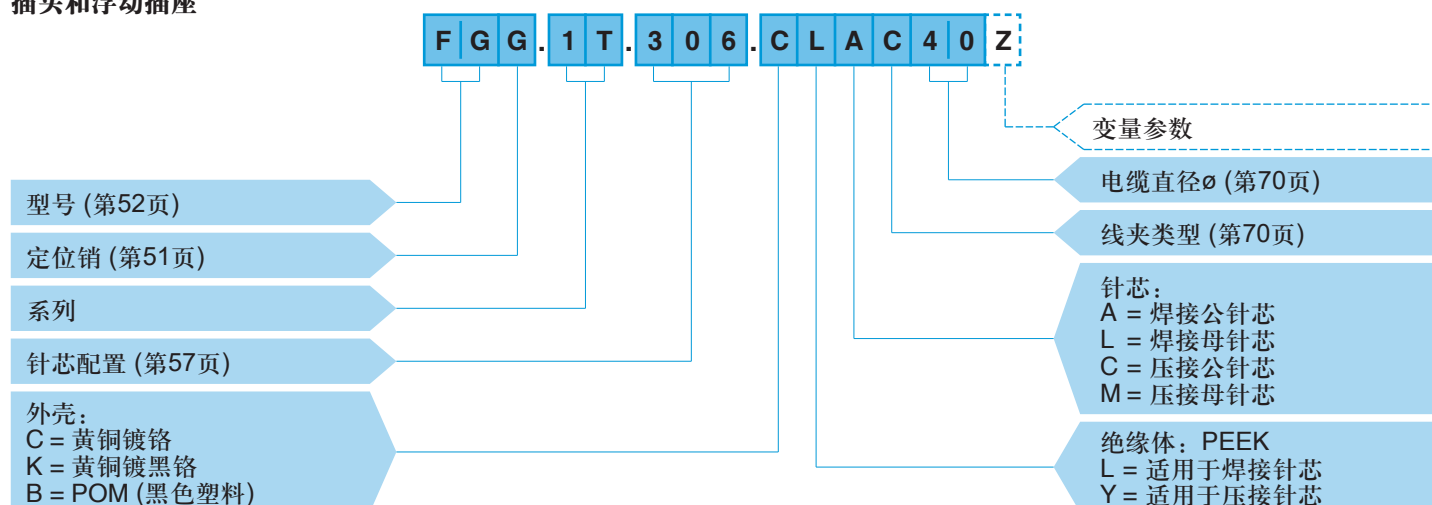 插头和浮动插座
FGG.1T.306.CLAC40Z
变量参数
电缆直径ø (第70页)
型号 (第52页)
线夹类型 (第70页)
定位销 (第51页)
系列
针芯配置 (第57页)
针芯:
A = 焊接公针芯
L = 焊接母针芯
C = 压接公针芯
M = 压接母针芯
外壳:
C = 黄铜镀铬
K = 黄铜镀黑铬
B = POM (黑色塑料)
绝缘体: PEEK
L = 适用于焊接针芯
Y = 适用于压接针芯